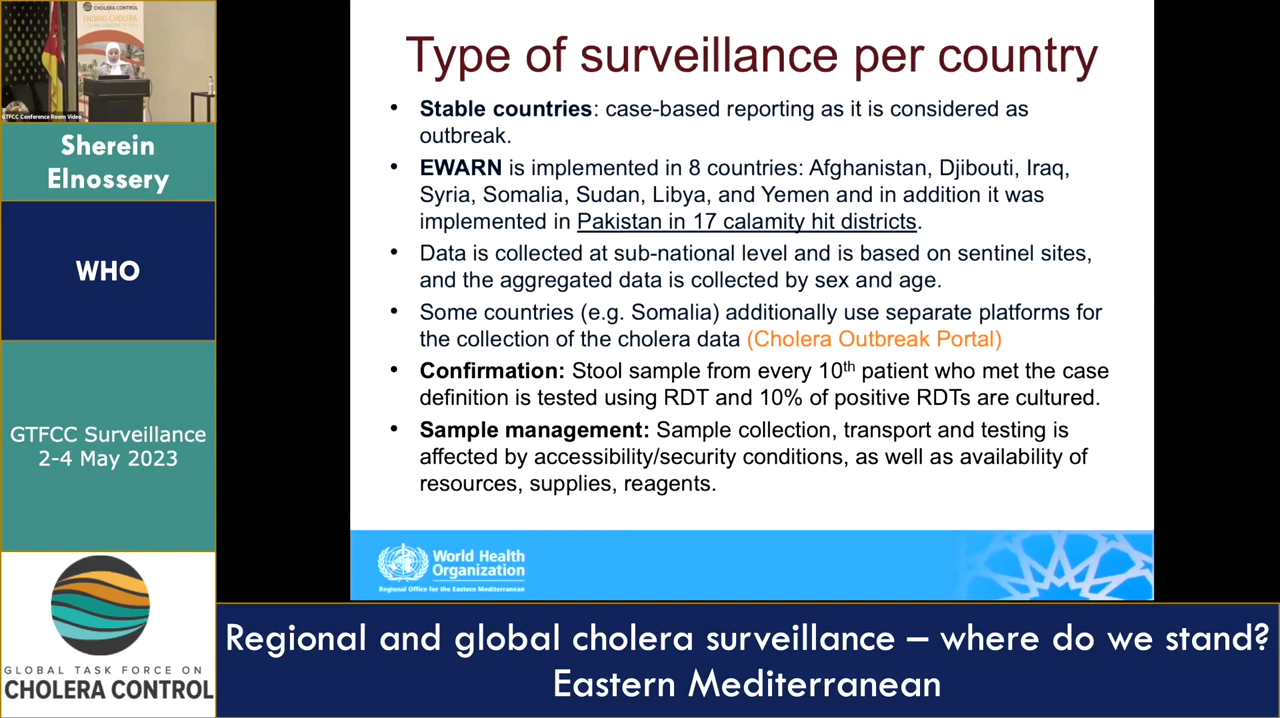 CHOLERA CONTROL
ENDING CHOLERA
GTFCC Conference Room Video
Sherein
Elnossery
WHO
GTFCC Surveillance
2-4 May 2023
GLOBAL TASK FORCE ON
CHOLERA CONTROL
Type of surveillance per country
• Stable countries: case-based reporting as it is considered as
outbreak.
• EWARN is implemented in 8 countries: Afghanistan, Djibouti, Iraq,
Syria, Somalia, Sudan, Libya, and Yemen and in addition it was
implemented in Pakistan in 17 calamity hit districts.
• Data is collected at sub-national level and is based on sentinel sites,
and the aggregated data is collected by sex and age.
• Some countries (e.g. Somalia) additionally use separate platforms for
the collection of the cholera data (Cholera Outbreak Portal)
• Confirmation: Stool sample from every 10th patient who met the case
definition is tested using RDT and 10% of positive RDTs are cultured.
• Sample management: Sample collection, transport and testing is
affected by accessibility/security conditions, as well as availability of
resources, supplies, reagents.
World Health
Organization
Regional Office for the Eastern Mediterranean
Regional and global cholera surveillance – where do we stand?
Eastern Mediterranean